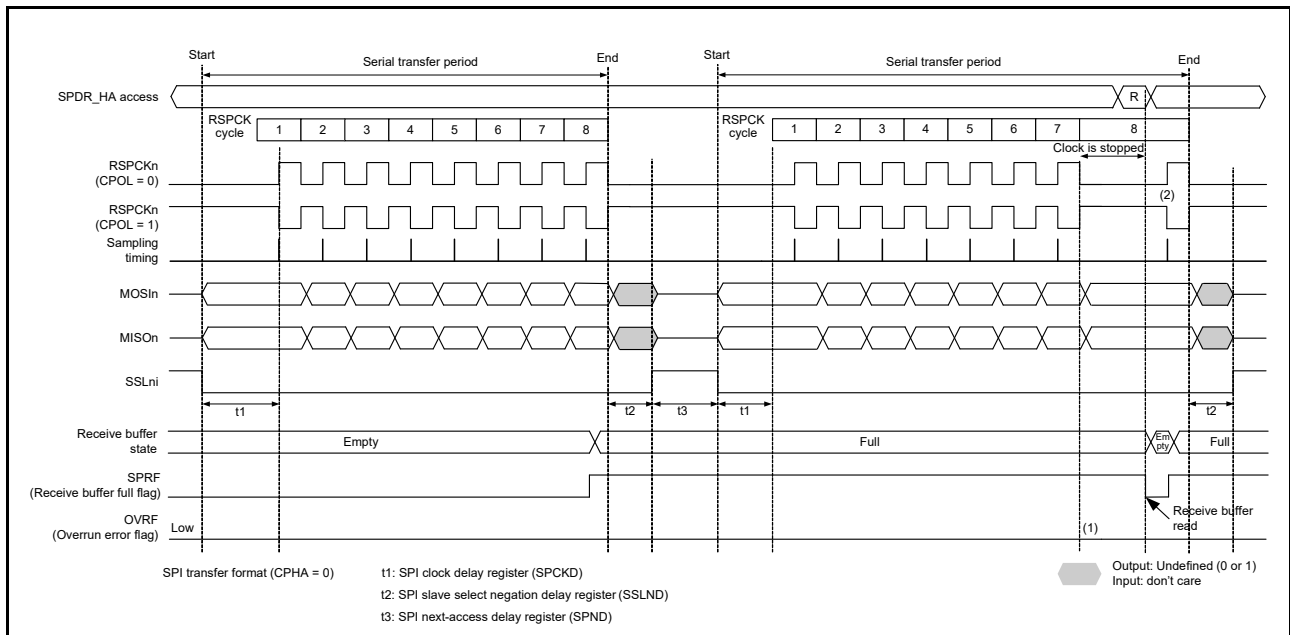 Start
Serial transfer period
End
Start
Serial transfer period
End
SPDR_HA access
R
RSPCK
cycle
1 2 3 4 5 6 7 8
RSPCK
cycle
1 2 3 4 5 6 7 8
Clock is stopped
RSPCKn
(CPOL = 0)
(2)
RSPCKn
(CPOL = 1)
Sampling
timing
MOSIn
MISOn
SSLni
t1
t2
t3
t1
t2
Receive buffer
state
Empty
Full
Em
pty
Full
SPRF
(Receive buffer full flag)
Receive buffer
read
OVRF
(Overrun error flag)
Low
(1)
SPI transfer format (CPHA = 0)
t1: SPI clock delay register (SPCKD)
t2: SPI slave select negation delay register (SSLND)
t3: SPI next-access delay register (SPND)
Output: Undefined (0 or 1)
Input: don't care